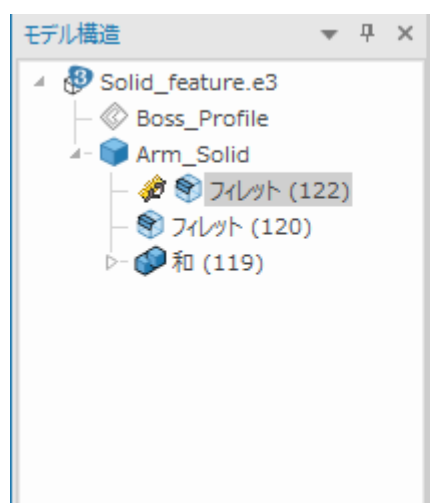 モデル構造
Solid_feature.e3
Boss_Profile
Arm_Solid
フィレット (122)
フィレット (120)
和 (119)